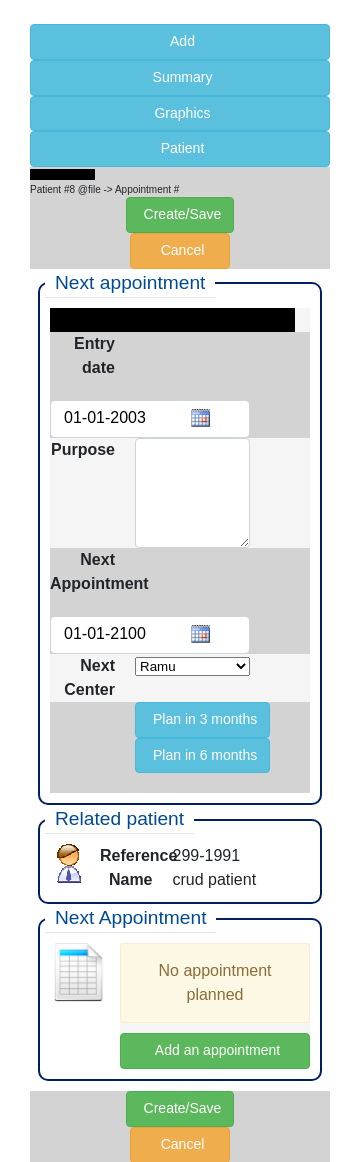 Add
Summary
Graphics
Patient
Patient #8 @file -> Appointment #
Create/Save
Cancel
Next appointment
Entry
date
01-01-2003
Purpose
Next
Appointment
01-01-2100
Next
Center
Ramu
Plan in 3 months
Plan in 6 months
Related patient
Reference 299-1991
Name crud patient
Next Appointment
No appointment
planned
Add an appointment
Create/Save
Cancel